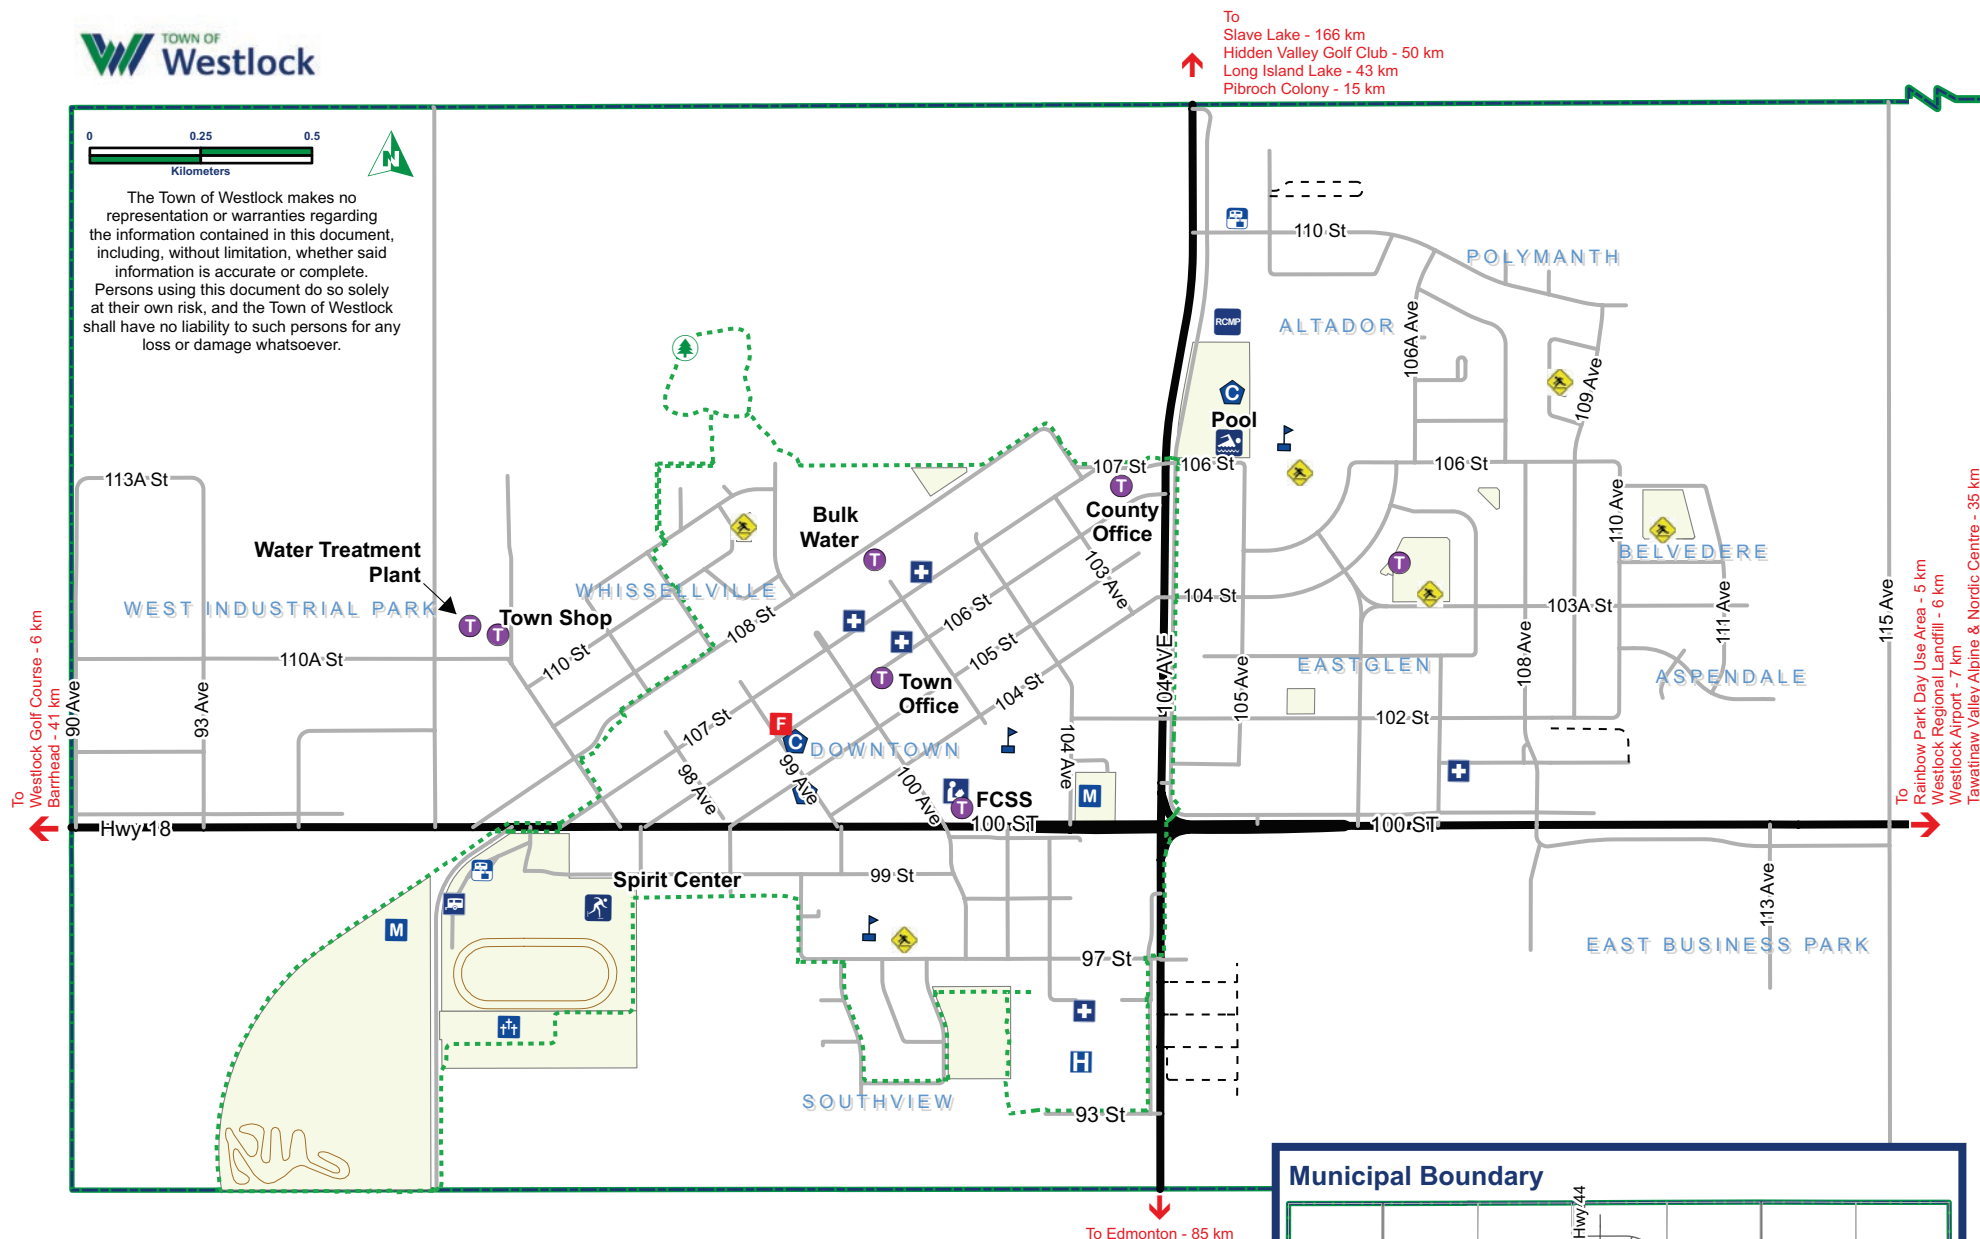 TOWN OF
Westlock
To
Slave Lake - 166 km
Hidden Valley Golf Club - 50 km
Long Island Lake - 43 km
Pibroch Colony - 15 km
0 0.25 0.5
Kilometers
N
The Town of Westlock makes no
representation or warranties regarding
the information contained in this document,
including, without limitation, whether said
information is accurate or complete.
Persons using this document do so solely
at their own risk, and the Town of Westlock
shall have no liability to such persons for any
loss or damage whatsoever.
110 St
POLYMANTH
RCMP
ALTADOR
106A Ave
109 Ave
C
Pool
107 St
106 St
106 St
113A St
T
County
Office
Bulk
Water
T
110 Ave
BELVEDERE
Water Treatment
Plant
WEST INDUSTRIAL PARK
WHISSELLVILLE
103 Ave
104 St
T
103A St
111 Ave
115 Ave
T
T
Town Shop
108 St
106 St
105 St
104 St
110 St
110A St
90 Ave
93 Ave
T
Town
Office
104 AVE
105 Ave
EASTGLEN
108 Ave
ASPENDALE
102 St
107 St
F
C
DOWNTOWN
98 Ave
99 Ave
100 Ave
104 Ave
M
T
FCSS
To
Westlock Golf Course - 6 km
Barrhead - 41 km
To
Rainbow Park Day Use Area - 5 km
Westlock Regional Landfill - 6 km
Westlock Airport - 7 km
Tawatinaw Valley Alpine & Nordic Centre - 35 km
Hwy 18
100 ST
100 ST
Spirit Center
99 St
113 Ave
M
97 St
EAST BUSINESS PARK
H
SOUTHVIEW
93 St
To Edmonton - 85 km
Municipal Boundary
Hwy 44